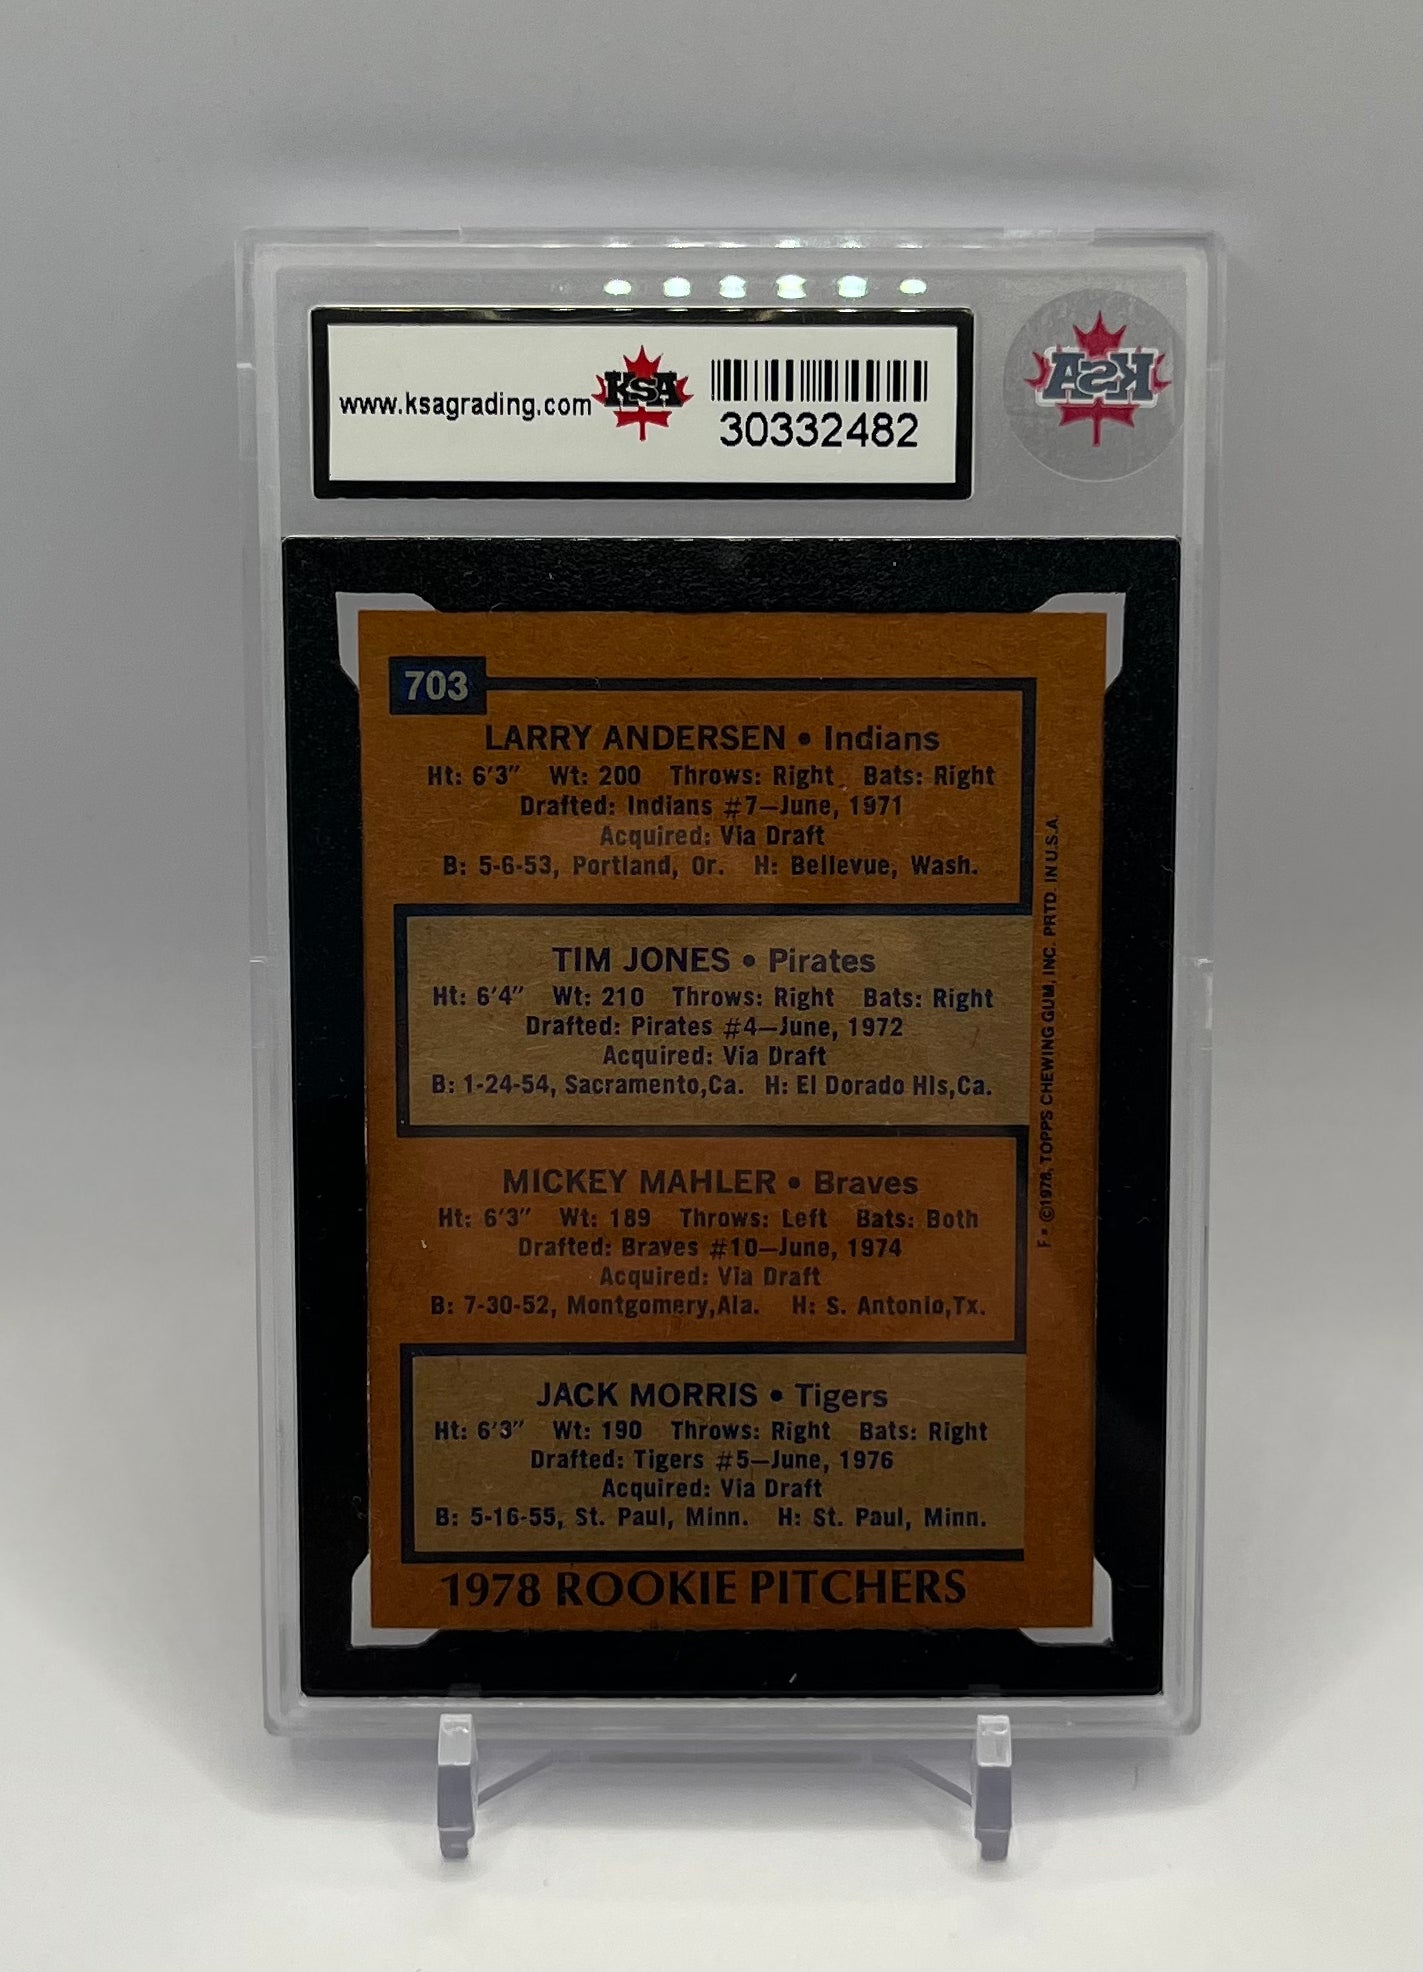 www.ksagrading.com
KSA
30332482
KSA
703
LARRY ANDERSEN • Indians
Ht: 6'3" Wt: 200 Throws: Right Bats: Right
Drafted: Indians #7—June, 1971
Acquired: Via Draft
B: 5-6-53, Portland, Or. H: Bellevue, Wash.
TIM JONES • Pirates
Ht: 6'4" Wt: 210 Throws: Right Bats: Right
Drafted: Pirates #4—June, 1972
Acquired: Via Draft
B: 1-24-54, Sacramento,Ca. H: El Dorado Hls,Ca.
MICKEY MAHLER • Braves
Ht: 6'3" Wt: 189 Throws: Left Bats: Both
Drafted: Braves #10—June, 1974
Acquired: Via Draft
B: 7-30-52, Montgomery,Ala. H: S. Antonio,Tx.
JACK MORRIS • Tigers
Ht: 6'3" Wt: 190 Throws: Right Bats: Right
Drafted: Tigers #5—June, 1976
Acquired: Via Draft
B: 5-16-55, St. Paul, Minn. H: St. Paul, Minn.
1978 ROOKIE PITCHERS
F* ©1978, TOPPS CHEWING GUM, INC. PRTD. IN U.S.A.